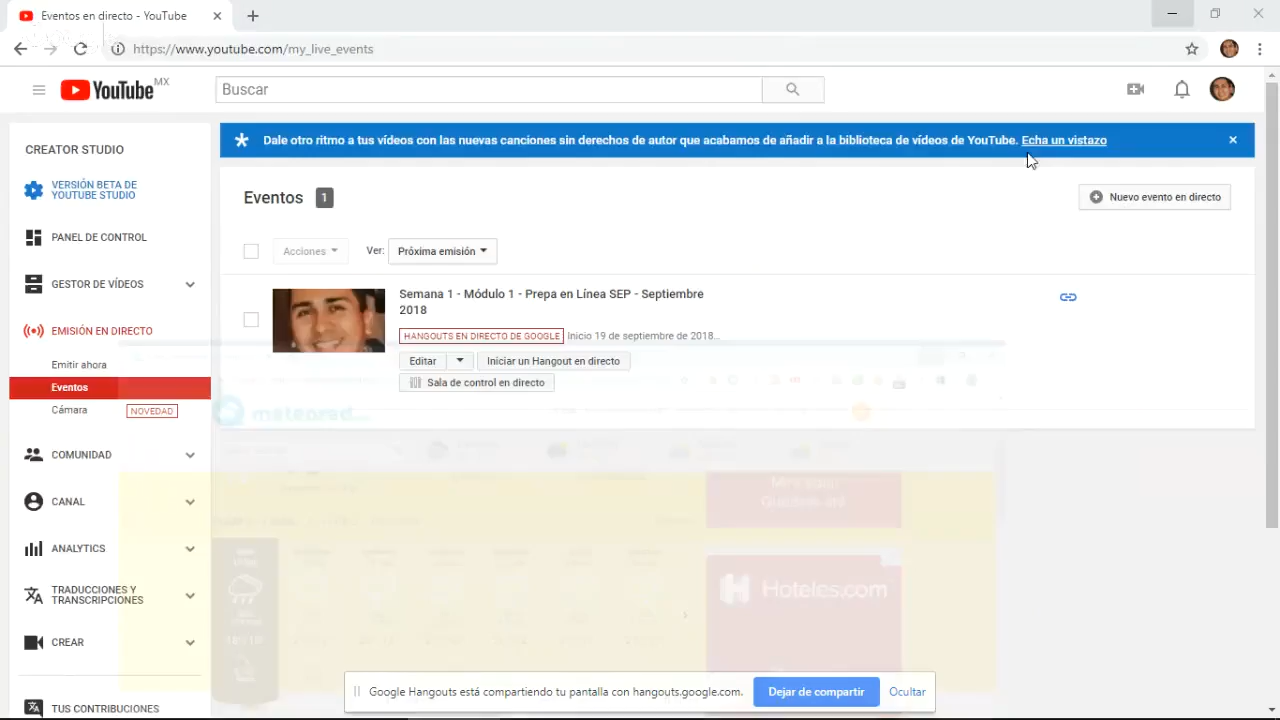 Eventos en directo - YouTube
https://www.youtube.com/my_live_events
YouTube MX
Buscar
CREATOR STUDIO
VERSIÓN BETA DE
YOUTUBE STUDIO
PANEL DE CONTROL
GESTOR DE VÍDEOS
EMISIÓN EN DIRECTO
Emitir ahora
Eventos
Cámara NOVEDAD
COMUNIDAD
CANAL
ANALYTICS
TRADUCCIONES Y
TRANSCRIPCIONES
CREAR
TUS CONTRIBUCIONES
Dale otro ritmo a tus vídeos con las nuevas canciones sin derechos de autor que acabamos de añadir a la biblioteca de vídeos de YouTube. Echa un vistazo
Eventos 1
Nuevo evento en directo
Acciones Ver: Próxima emisión
Semana 1 - Módulo 1 - Prepa en Línea SEP - Septiembre
2018
HANGOUTS EN DIRECTO DE GOOGLE Inicio 19 de septiembre de 2018...
Editar Iniciar un Hangout en directo
Sala de control en directo
meteored
Hoteles.com
Google Hangouts está compartiendo tu pantalla con hangouts.google.com. Dejar de compartir Ocultar